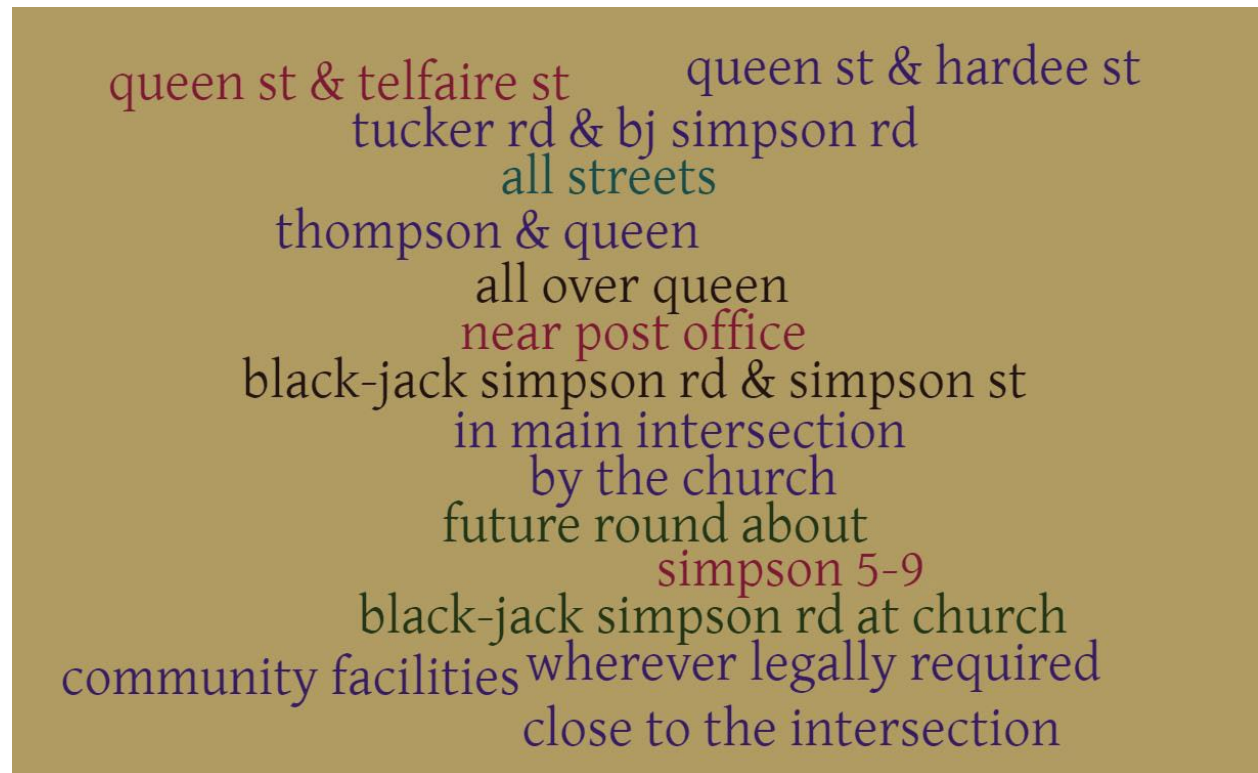 queen st & telfaire st
queen st & hardee st
tucker rd & bj simpson rd
all streets
thompson & queen
all over queen
near post office
black-jack simpson rd & simpson st
in main intersection
by the church
future round about
simpson 5-9
black-jack simpson rd at church
community facilities
wherever legally required
close to the intersection